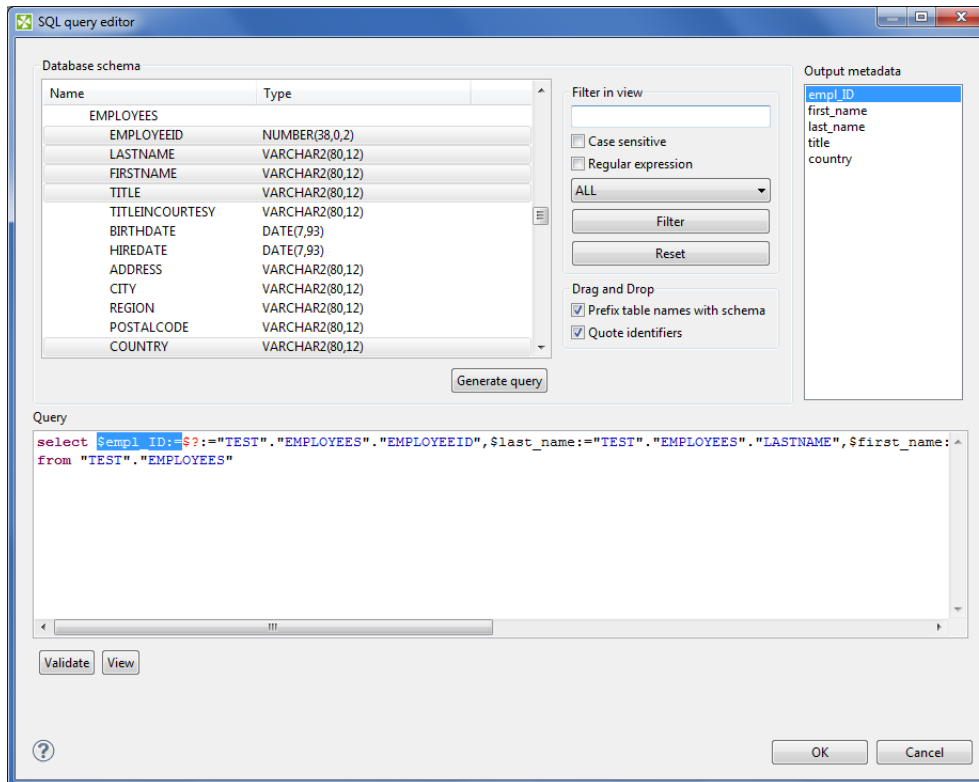 SQL query editor
Database schema
Name Type
EMPLOYEES
EMPLOYEEID NUMBER(38,0,2)
LASTNAME VARCHAR2(80,12)
FIRSTNAME VARCHAR2(80,12)
TITLE VARCHAR2(80,12)
TITLEINCOURTESY VARCHAR2(80,12)
BIRTHDATE DATE(7,93)
HIREDATE DATE(7,93)
ADDRESS VARCHAR2(80,12)
CITY VARCHAR2(80,12)
REGION VARCHAR2(80,12)
POSTALCODE VARCHAR2(80,12)
COUNTRY VARCHAR2(80,12)
Generate query
Filter in view
Case sensitive
Regular expression
ALL
Filter
Reset
Drag and Drop
Prefix table names with schema
Quote identifiers
Output metadata
empl_ID
first_name
last_name
title
country
Query
select $empl_ID:=$?:="TEST"."EMPLOYEES"."EMPLOYEEID",$last_name:="TEST"."EMPLOYEES"."LASTNAME",$first_name:
from "TEST"."EMPLOYEES"
Validate View
? OK Cancel